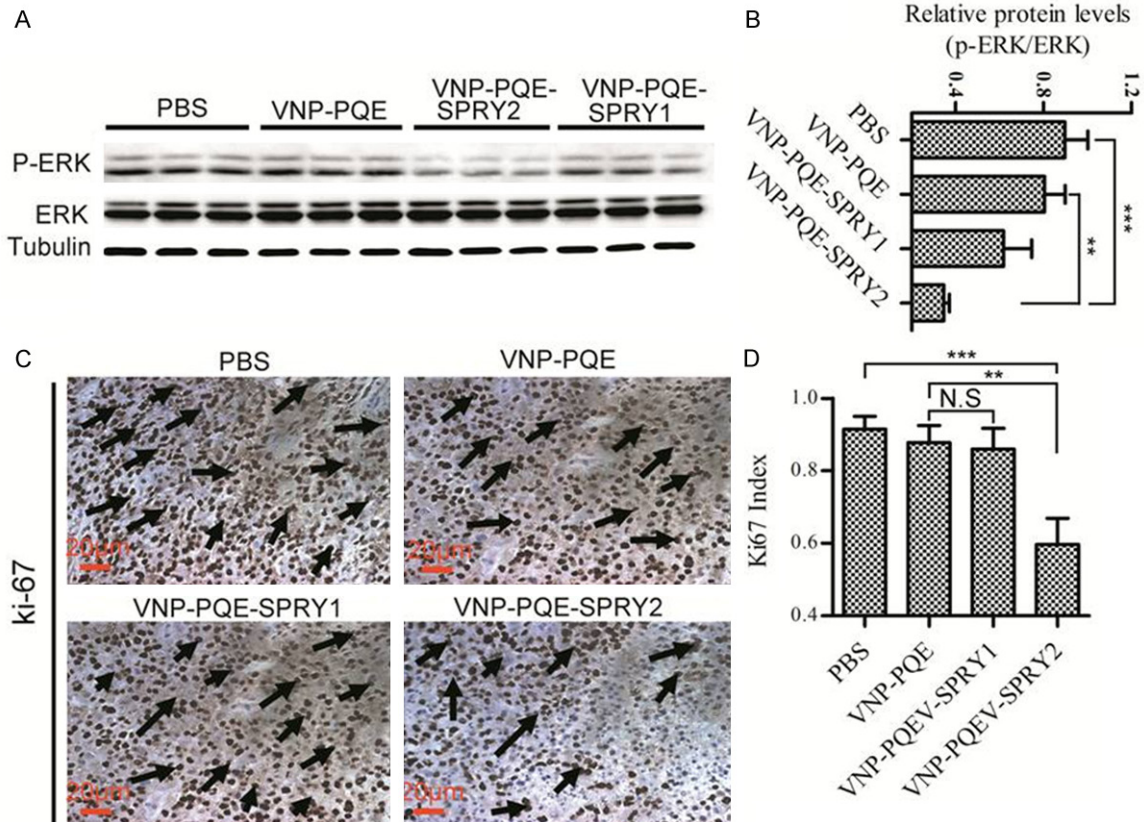 A
PBS
VNP-PQE
VNP-PQE-
SPRY2
VNP-PQE-
SPRY1
P-ERK
ERK
Tubulin
B
Relative protein levels
(p-ERK/ERK)
0.4
0.8
1.2
PBS
VNP-PQE
VNP-PQE-SPRY1
VNP-PQE-SPRY2
***
**
C
ki-67
PBS
VNP-PQE
20μm
20μm
VNP-PQE-SPRY1
VNP-PQE-SPRY2
20μm
20μm
D
***
**
N.S
Ki67 Index
1.0
0.8
0.6
0.4
PBS
VNP-PQE
VNP-PQEV-SPRY1
VNP-PQEV-SPRY2